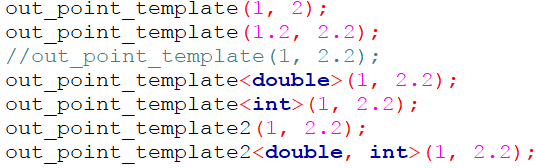 out_point_template(1, 2);
out_point_template(1.2, 2.2);
//out_point_template(1, 2.2);
out_point_template<double>(1, 2.2);
out_point_template<int>(1, 2.2);
out_point_template2(1, 2.2);
out_point_template2<double, int>(1, 2.2);